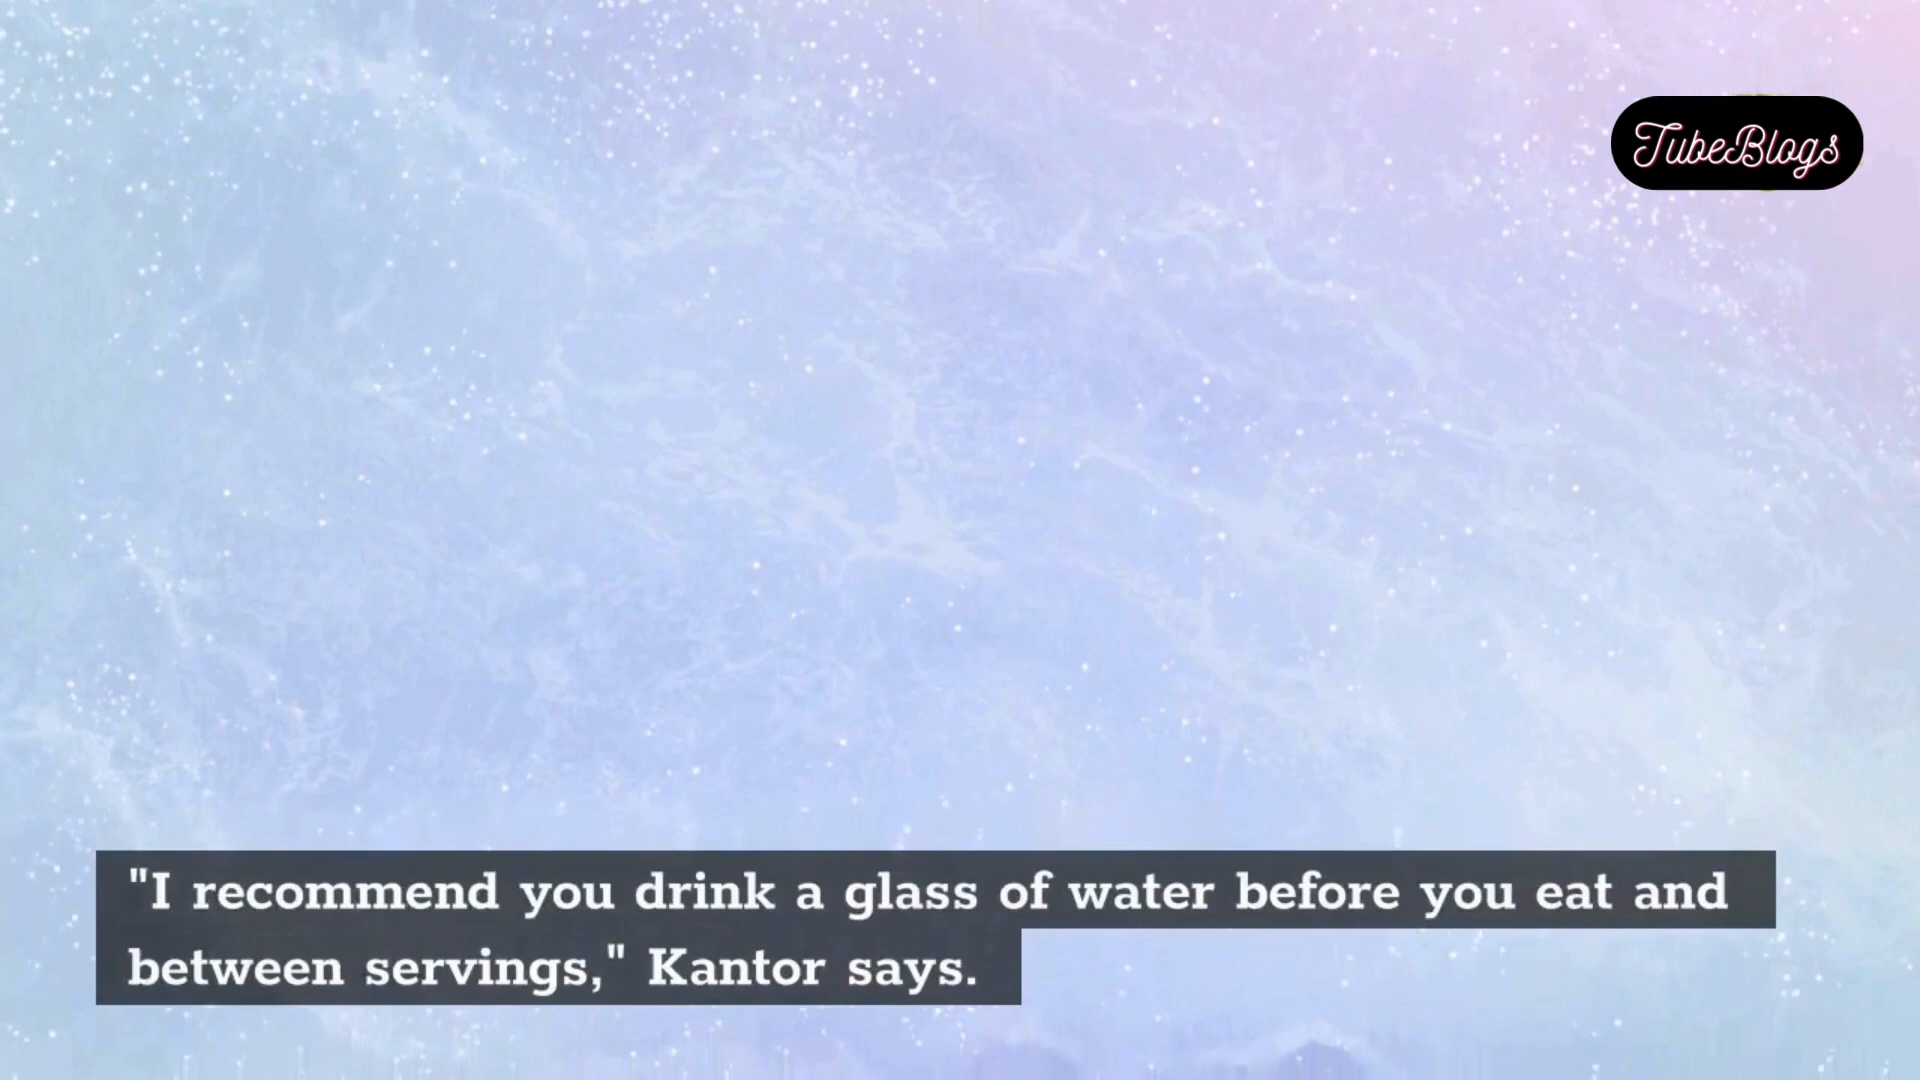 TubeBlogs
"I recommend you drink a glass of water before you eat and
between servings," Kantor says.